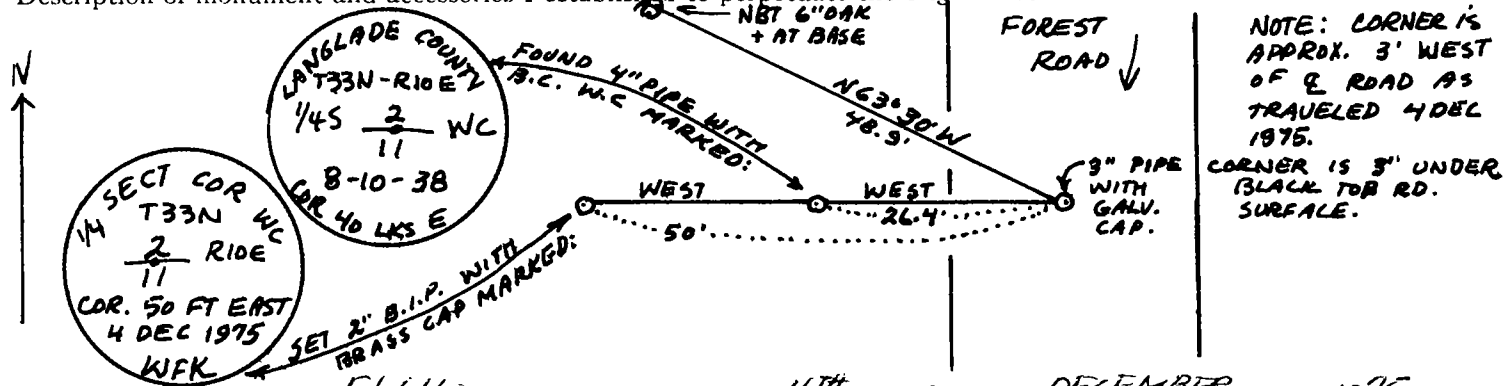 N
LANGLADE COUNTY
T33N-R10E
1/4S 2/11 WC
8-10-38
COR 40 LKS E
1/4 SECT COR WC
T33N
2/11 R10E
COR. 50 FT EAST
4 DEC 1975
WFK
NBT 6" OAK
+ AT BASE
FOUND 4" PIPE WITH
B.C. W.C MARKED:
N63°30'W
48.9'
WEST
WEST
26.4'
50'
SET 2" B.I.P. WITH
BRASS CAP MARKED:
FOREST
ROAD
3" PIPE
WITH
GALV.
CAP.
NOTE: CORNER IS
APPROX. 3' WEST
OF ℄ ROAD AS
TRAVELED 4 DEC
1975.
CORNER IS 3" UNDER
BLACK TOP RD.
SURFACE.
DECEMBER